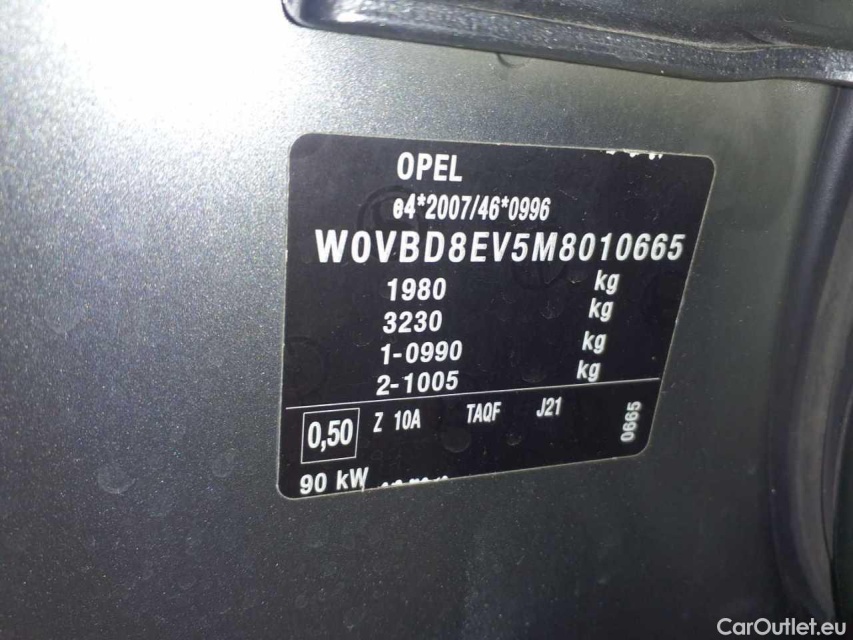 OPEL
e4*2007/46*0996
W0VBD8EV5M8010665
1980 kg
3230 kg
1-0990 kg
2-1005 kg
0,50 Z 10A TAQF J21 0665
90 kW
CarOutlet.eu